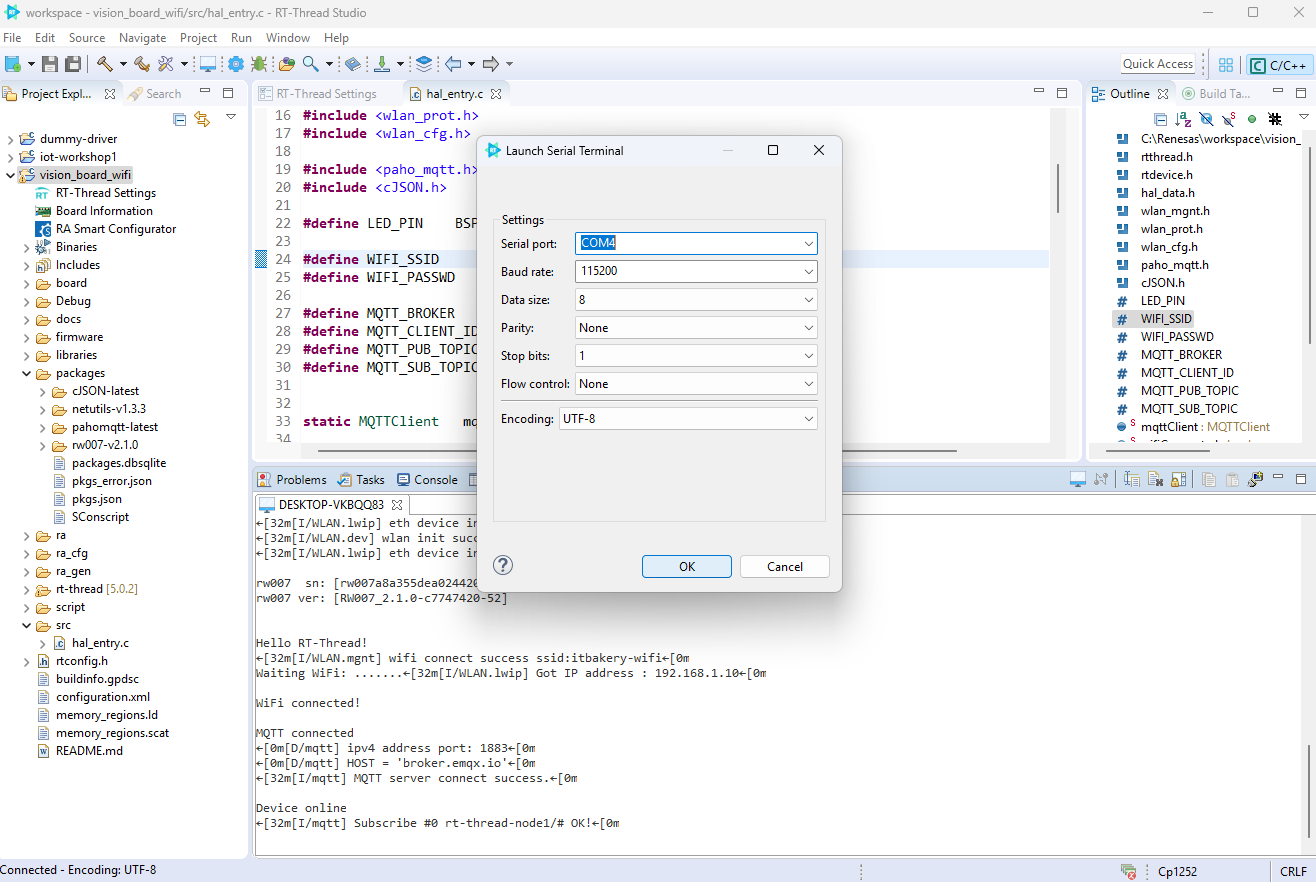 workspace - vision_board_wifi/src/hal_entry.c - RT-Thread Studio
File Edit Source Navigate Project Run Window Help
Quick Access
C/C++
Project Expl...
Search
dummy-driver
iot-workshop1
vision_board_wifi
RT-Thread Settings
Board Information
RA Smart Configurator
Binaries
Includes
board
Debug
docs
firmware
libraries
packages
cJSON-latest
netutils-v1.3.3
pahomqtt-latest
rw007-v2.1.0
packages.dbsqlite
pkgs_error.json
pkgs.json
SConscript
ra
ra_cfg
ra_gen
rt-thread [5.0.2]
script
src
hal_entry.c
rtconfig.h
buildinfo.gpdsc
configuration.xml
memory_regions.ld
memory_regions.scat
README.md
RT-Thread Settings
hal_entry.c
16 #include <wlan_prot.h>
17 #include <wlan_cfg.h>
18
19 #include <paho_mqtt.h>
20 #include <cJSON.h>
21
22 #define LED_PIN BSP
23
24 #define WIFI_SSID
25 #define WIFI_PASSWD
26
27 #define MQTT_BROKER
28 #define MQTT_CLIENT_ID
29 #define MQTT_PUB_TOPIC
30 #define MQTT_SUB_TOPIC
31
32
33 static MQTTClient mq
34
Launch Serial Terminal
Settings
Serial port: COM4
Baud rate: 115200
Data size: 8
Parity: None
Stop bits: 1
Flow control: None
Encoding: UTF-8
OK Cancel
Outline
Build Ta...
C:\Renesas\workspace\vision_
rtthread.h
rtdevice.h
hal_data.h
wlan_mgnt.h
wlan_prot.h
wlan_cfg.h
paho_mqtt.h
cJSON.h
LED_PIN
WIFI_SSID
WIFI_PASSWD
MQTT_BROKER
MQTT_CLIENT_ID
MQTT_PUB_TOPIC
MQTT_SUB_TOPIC
mqttClient : MQTTClient
Problems Tasks Console
DESKTOP-VKBQQ83
←[32m[I/WLAN.lwip] eth device in
←[32m[I/WLAN.dev] wlan init succ
←[32m[I/WLAN.lwip] eth device in
rw007 sn: [rw007a8a355dea024420
rw007 ver: [RW007_2.1.0-c7747420-52]
Hello RT-Thread!
←[32m[I/WLAN.mgnt] wifi connect success ssid:itbakery-wifi←[0m
Waiting WiFi: .......←[32m[I/WLAN.lwip] Got IP address : 192.168.1.10←[0m
WiFi connected!
MQTT connected
←[0m[D/mqtt] ipv4 address port: 1883←[0m
←[0m[D/mqtt] HOST = 'broker.emqx.io'←[0m
←[32m[I/mqtt] MQTT server connect success.←[0m
Device online
←[32m[I/mqtt] Subscribe #0 rt-thread-node1/# OK!←[0m
Connected - Encoding: UTF-8
Cp1252
CRLF